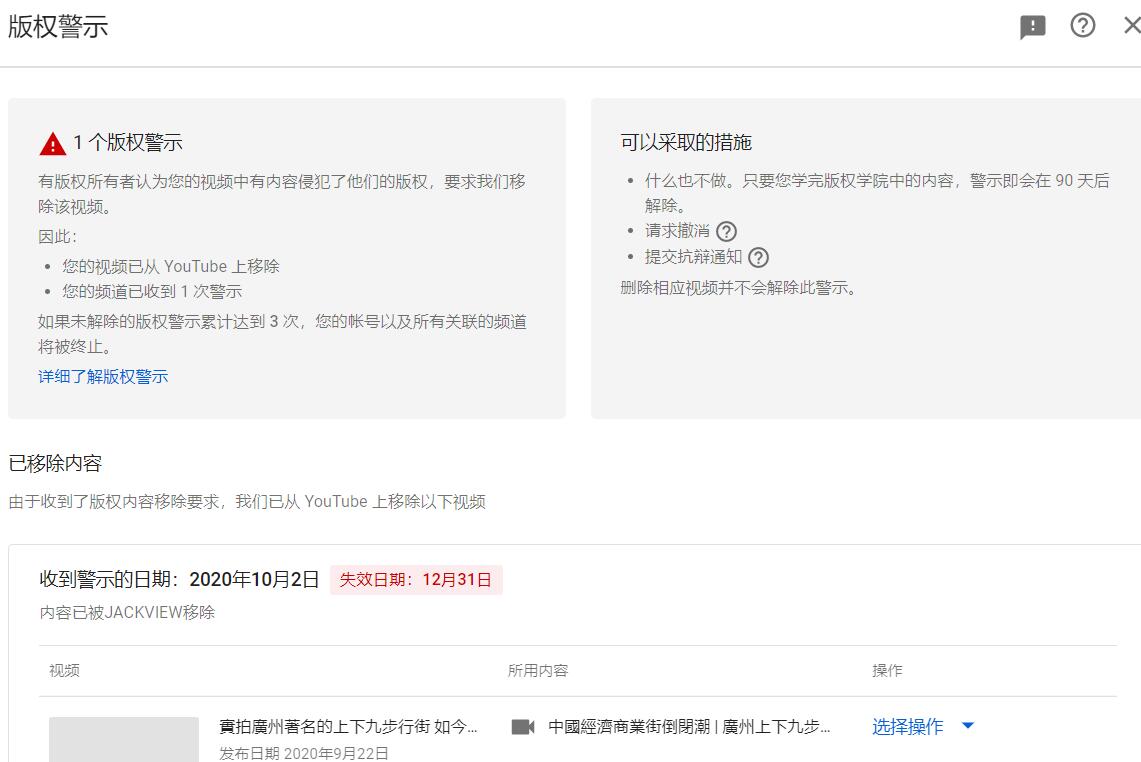 版权警示
1 个版权警示
有版权所有者认为您的视频中有内容侵犯了他们的版权，要求我们移
除该视频。
因此：
• 您的视频已从 YouTube 上移除
• 您的频道已收到 1 次警示
如果未解除的版权警示累计达到 3 次，您的帐号以及所有关联的频道
将被终止。
详细了解版权警示
可以采取的措施
• 什么也不做。只要您学完版权学院中的内容，警示即会在 90 天后
解除。
• 请求撤消
• 提交抗辩通知
删除相应视频并不会解除此警示。
已移除内容
由于收到了版权内容移除要求，我们已从 YouTube 上移除以下视频
收到警示的日期：2020年10月2日 失效日期：12月31日
内容已被JACKVIEW移除
视频 所用内容 操作
實拍廣州著名的上下九步行街 如今... 中國經濟商業街倒閉潮 | 廣州上下九步... 选择操作
发布日期 2020年9月22日